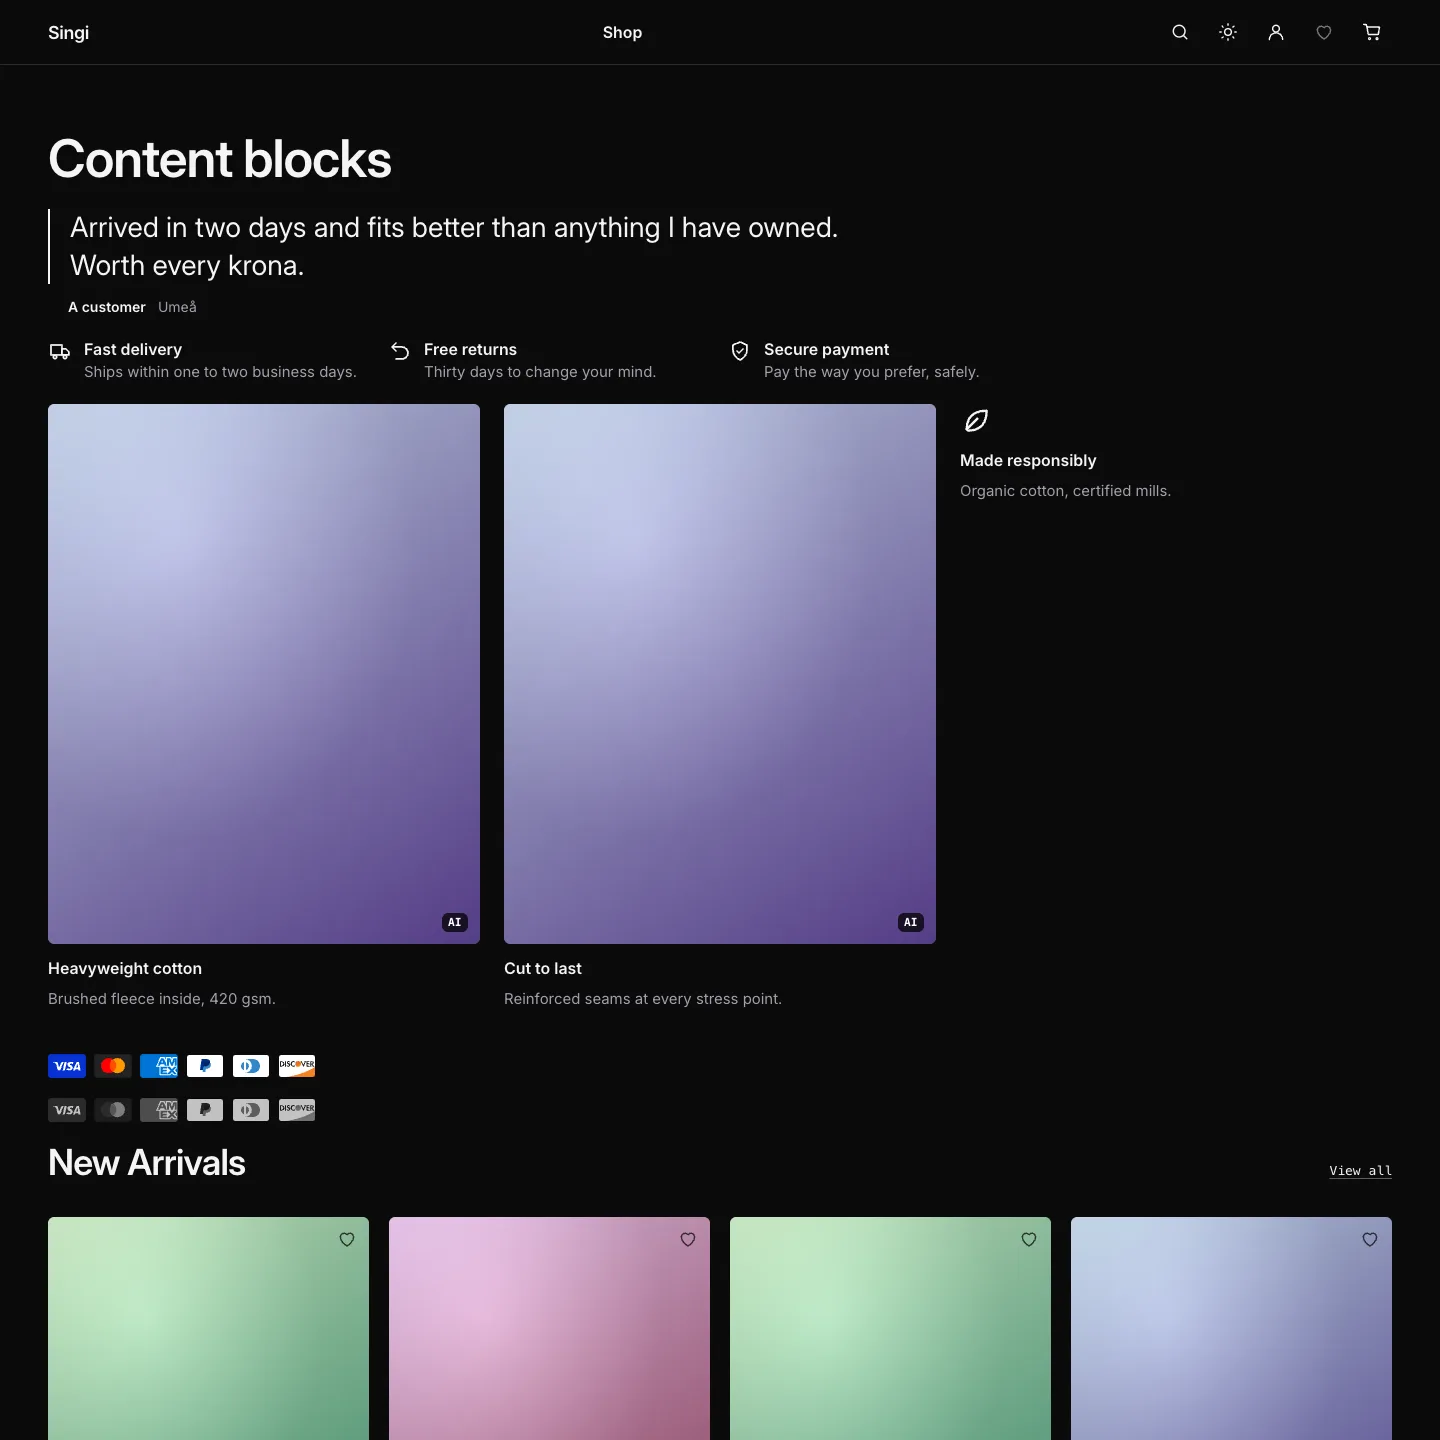 Singi
Shop
Content blocks
Arrived in two days and fits better than anything I have owned.
Worth every krona.
A customer Umeå
Fast delivery
Ships within one to two business days.
Free returns
Thirty days to change your mind.
Secure payment
Pay the way you prefer, safely.
AI
Heavyweight cotton
Brushed fleece inside, 420 gsm.
AI
Cut to last
Reinforced seams at every stress point.
Made responsibly
Organic cotton, certified mills.
VISA AMEX DISCOVER
VISA AMEX DISCOVER
New Arrivals
View all